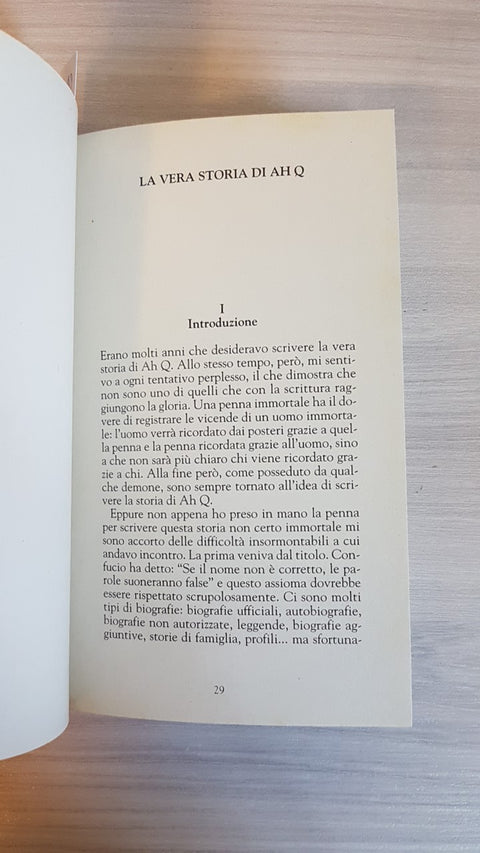 LA VERA STORIA DI AH Q
I
Introduzione
Erano molti anni che desideravo scrivere la vera
storia di Ah Q. Allo stesso tempo, però, mi senti-
vo a ogni tentativo perplesso, il che dimostra che
non sono uno di quelli che con la scrittura rag-
giungono la gloria. Una penna immortale ha il do-
vere di registrare le vicende di un uomo immorta-
le: l'uomo verrà ricordato dai posteri grazie a quel-
la penna e la penna ricordata grazie all'uomo, sino
a che non sarà più chiaro chi viene ricordato gra-
zie a chi. Alla fine però, come posseduto da qual-
che demone, sono sempre tornato all'idea di scri-
vere la storia di Ah Q.
Eppure non appena ho preso in mano la penna
per scrivere questa storia non certo immortale mi
sono accorto delle difficoltà insormontabili a cui
andavo incontro. La prima veniva dal titolo. Con-
fucio ha detto: "Se il nome non è corretto, le pa-
role suoneranno false" e questo assioma dovrebbe
essere rispettato scrupolosamente. Ci sono molti
tipi di biografie: biografie ufficiali, autobiografie,
biografie non autorizzate, leggende, biografie ag-
giuntive, storie di famiglia, profili... ma sfortuna-
29